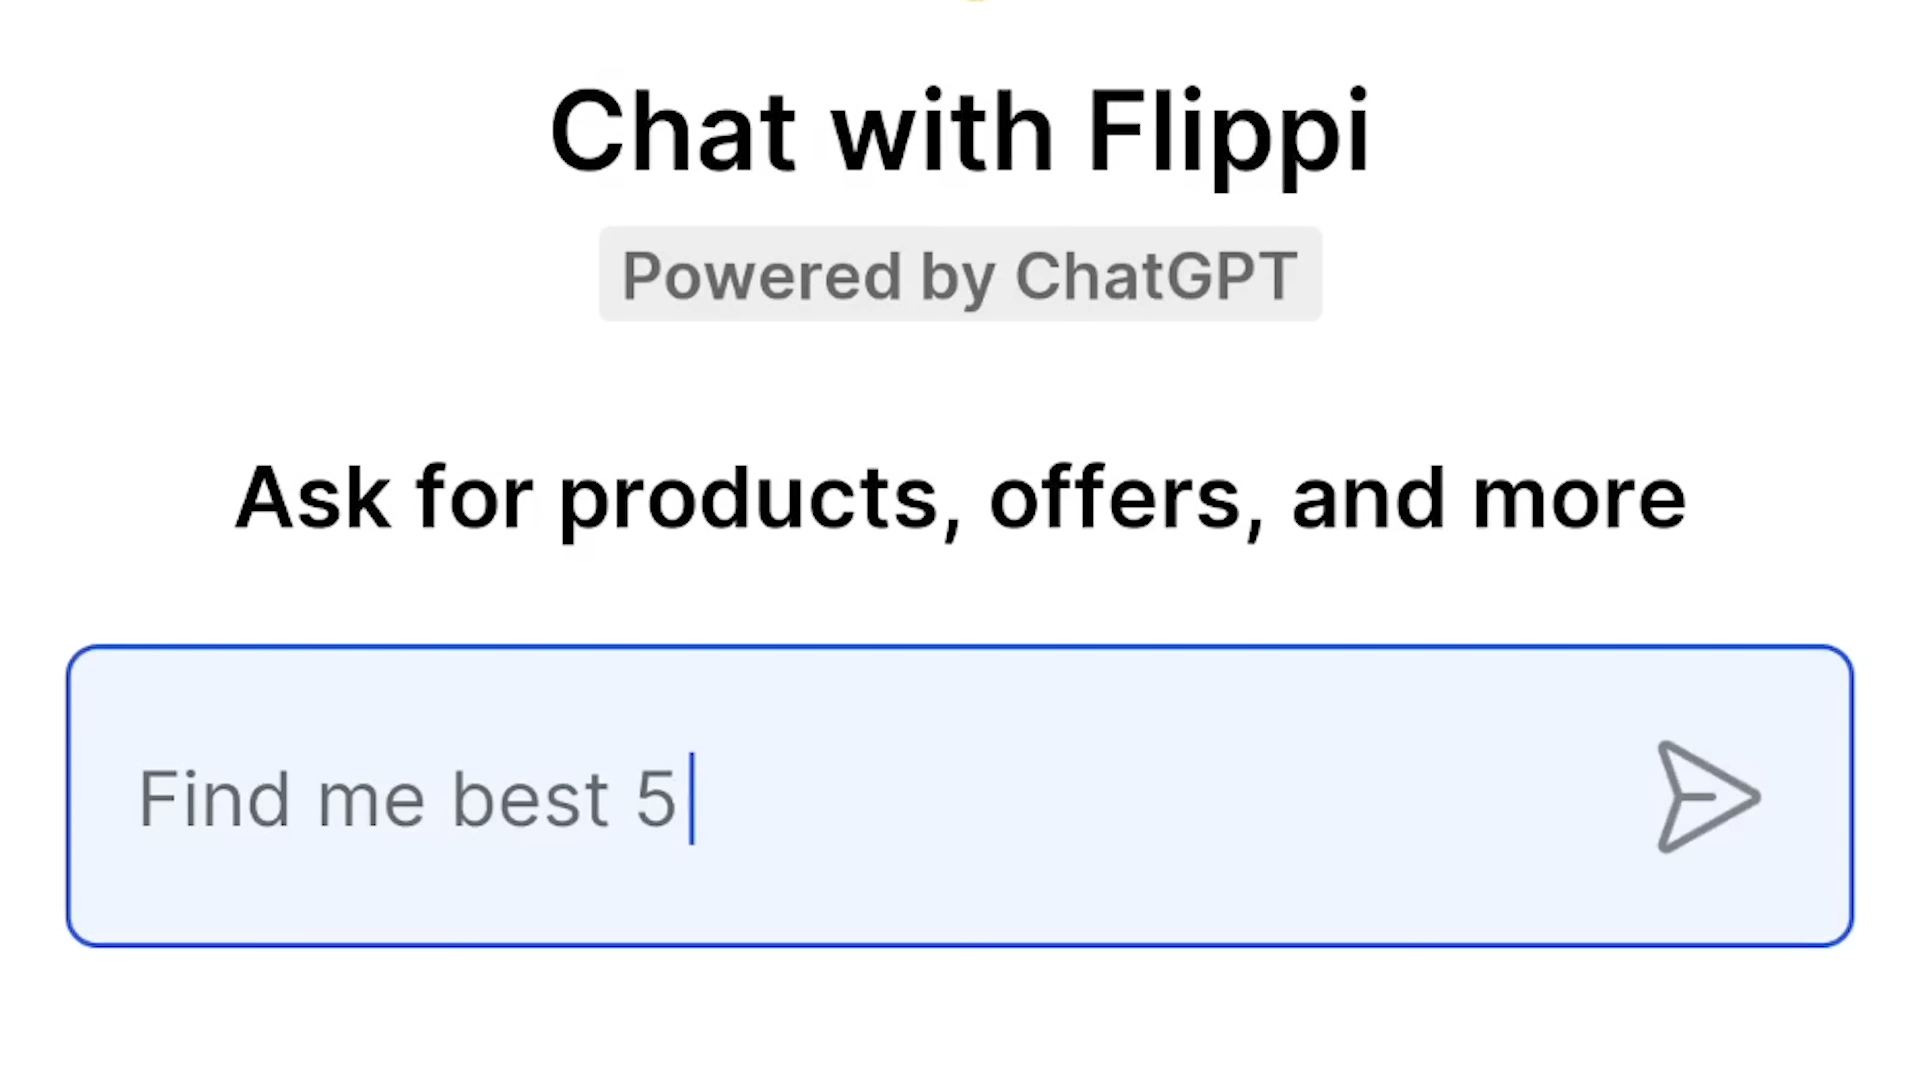 Chat with Flippi
Powered by ChatGPT
Ask for products, offers, and more
Find me best 5